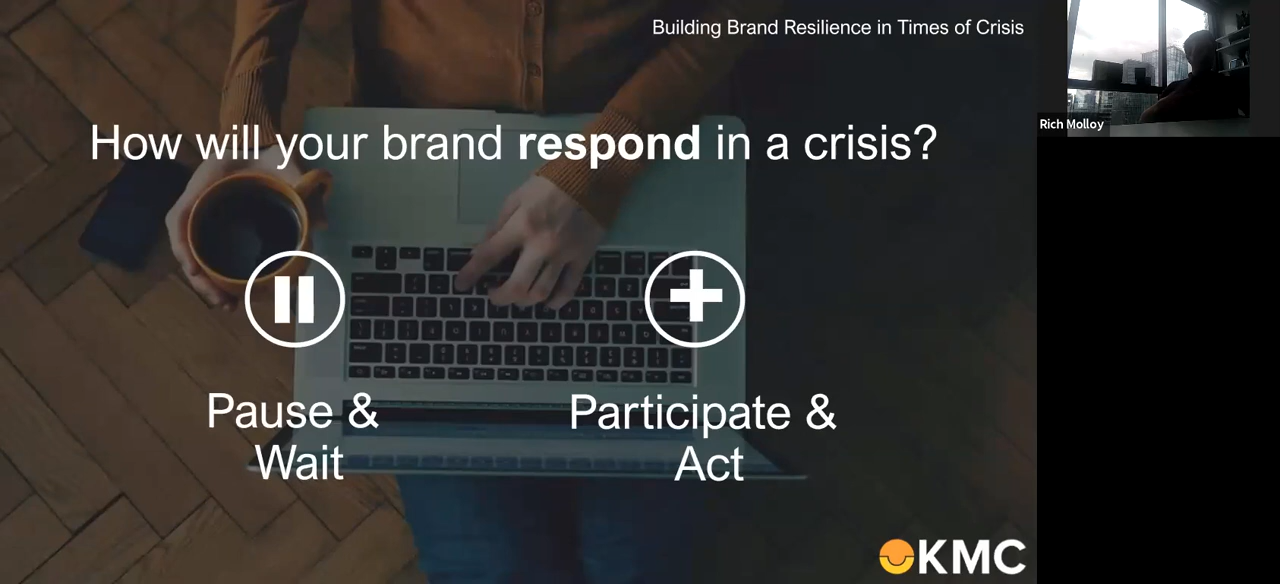 Building Brand Resilience in Times of Crisis
Rich Molloy
How will your brand respond in a crisis?
Pause &
Wait
Participate &
Act
KMC